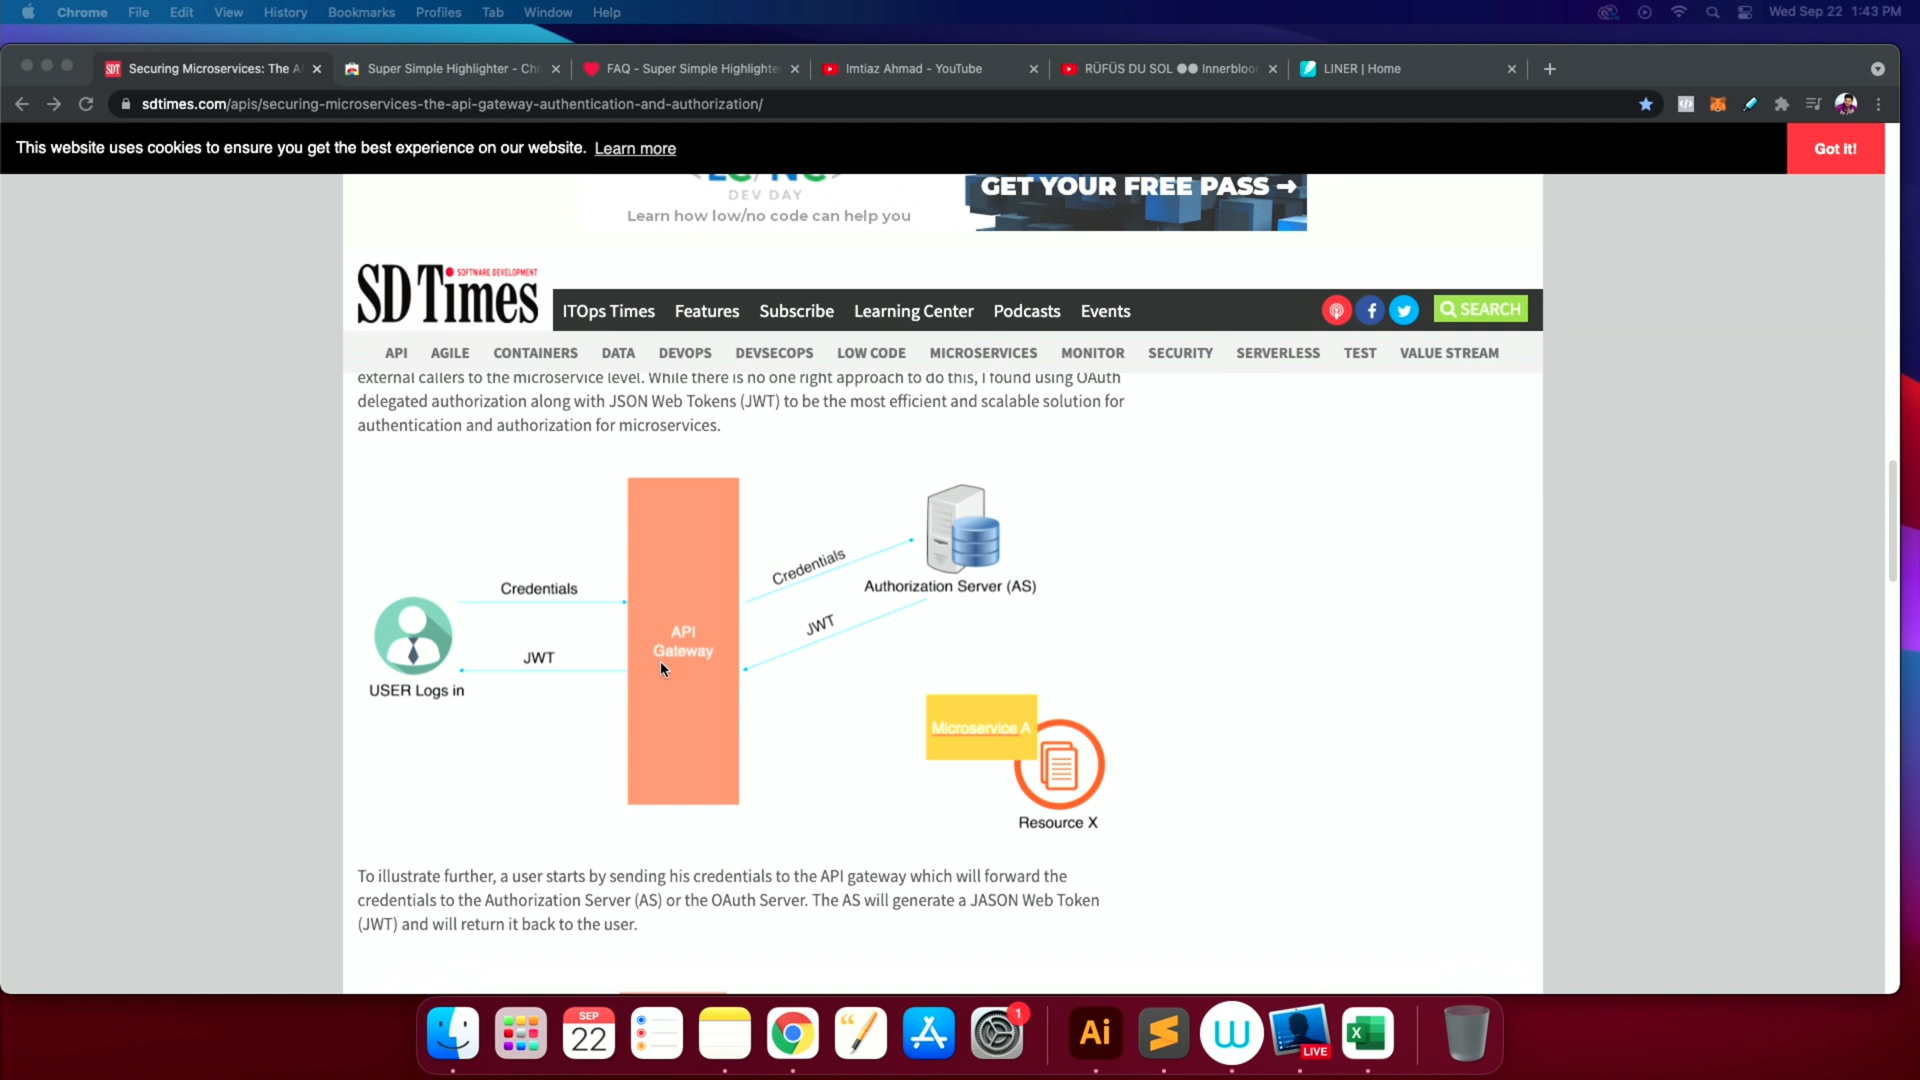 Chrome File Edit View History Bookmarks Profiles Tab Window Help
Wed Sep 22 1:43 PM
Securing Microservices: The A
Super Simple Highlighter - Chr
FAQ - Super Simple Highlighte
Imtiaz Ahmad - YouTube
RÜFÜS DU SOL ●● Innerbloo
LINER | Home
sdtimes.com/apis/securing-microservices-the-api-gateway-authentication-and-authorization/
This website uses cookies to ensure you get the best experience on our website. Learn more
Got it!
DEV DAY
Learn how low/no code can help you
GET YOUR FREE PASS →
SD Times
SOFTWARE DEVELOPMENT
ITOps Times Features Subscribe Learning Center Podcasts Events
SEARCH
API AGILE CONTAINERS DATA DEVOPS DEVSECOPS LOW CODE MICROSERVICES MONITOR SECURITY SERVERLESS TEST VALUE STREAM
external callers to the microservice level. While there is no one right approach to do this, I found using OAuth
delegated authorization along with JSON Web Tokens (JWT) to be the most efficient and scalable solution for
authentication and authorization for microservices.
Credentials
Authorization Server (AS)
Credentials
JWT
API
Gateway
JWT
USER Logs in
Microservice A
Resource X
To illustrate further, a user starts by sending his credentials to the API gateway which will forward the
credentials to the Authorization Server (AS) or the OAuth Server. The AS will generate a JASON Web Token
(JWT) and will return it back to the user.
SEP
22
1
Ai
LIVE
X